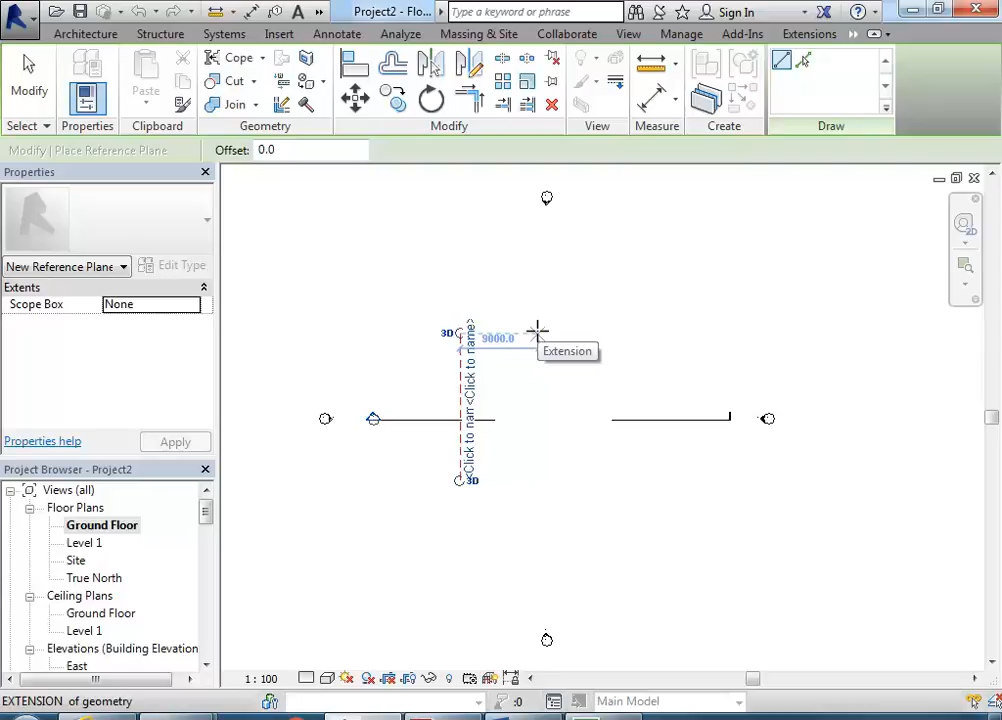 Project2 - Flo...
Type a keyword or phrase
Sign In
Architecture Structure Systems Insert Annotate Analyze Massing & Site Collaborate View Manage Add-Ins Extensions
Modify
Paste
Cope
Cut
Join
Select Properties Clipboard Geometry Modify View Measure Create Draw
Modify | Place Reference Plane Offset: 0.0
Properties
New Reference Plane Edit Type
Extents
Scope Box None
Properties help Apply
Project Browser - Project2
Views (all)
Floor Plans
Ground Floor
Level 1
Site
True North
Ceiling Plans
Ground Floor
Level 1
Elevations (Building Elevation
East
2D
3D
9000.0
Extension
<Click to name>
<Click to nam
3D
1 : 100
EXTENSION of geometry
:0
Main Model